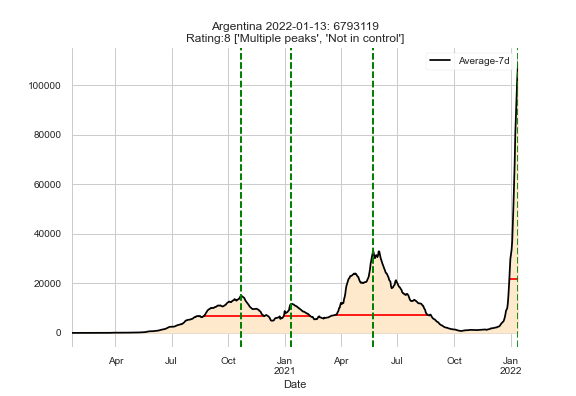 Argentina 2022-01-13: 6793119
Rating:8 ['Multiple peaks', 'Not in control']
Average-7d
100000
80000
60000
40000
20000
0
Apr Jul Oct Jan Apr Jul Oct Jan
2021 2022
Date